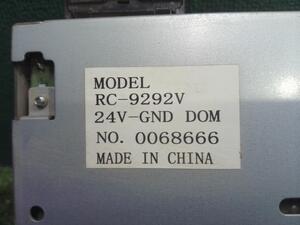 MODEL
RC-9292V
24V-GND DOM
NO. 0068666
MADE IN CHINA